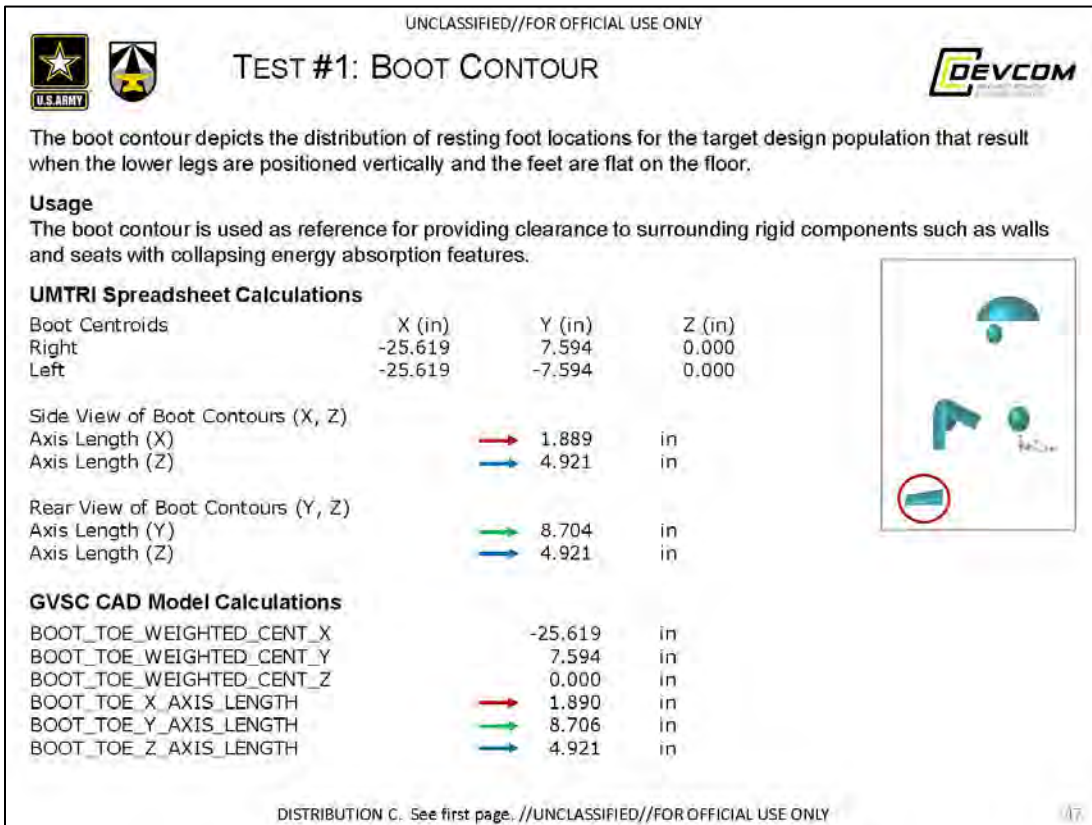 UNCLASSIFIED//FOR OFFICIAL USE ONLY
U.S.ARMY
TEST #1: BOOT CONTOUR
DEVCOM
The boot contour depicts the distribution of resting foot locations for the target design population that result
when the lower legs are positioned vertically and the feet are flat on the floor.
Usage
The boot contour is used as reference for providing clearance to surrounding rigid components such as walls
and seats with collapsing energy absorption features.
UMTRI Spreadsheet Calculations
Boot Centroids X (in) Y (in) Z (in)
Right -25.619 7.594 0.000
Left -25.619 -7.594 0.000
Side View of Boot Contours (X, Z)
Axis Length (X) 1.889 in
Axis Length (Z) 4.921 in
Rear View of Boot Contours (Y, Z)
Axis Length (Y) 8.704 in
Axis Length (Z) 4.921 in
GVSC CAD Model Calculations
BOOT_TOE_WEIGHTED_CENT_X -25.619 in
BOOT_TOE_WEIGHTED_CENT_Y 7.594 in
BOOT_TOE_WEIGHTED_CENT_Z 0.000 in
BOOT_TOE_X_AXIS_LENGTH 1.890 in
BOOT_TOE_Y_AXIS_LENGTH 8.706 in
BOOT_TOE_Z_AXIS_LENGTH 4.921 in
DISTRIBUTION C. See first page. //UNCLASSIFIED//FOR OFFICIAL USE ONLY
47